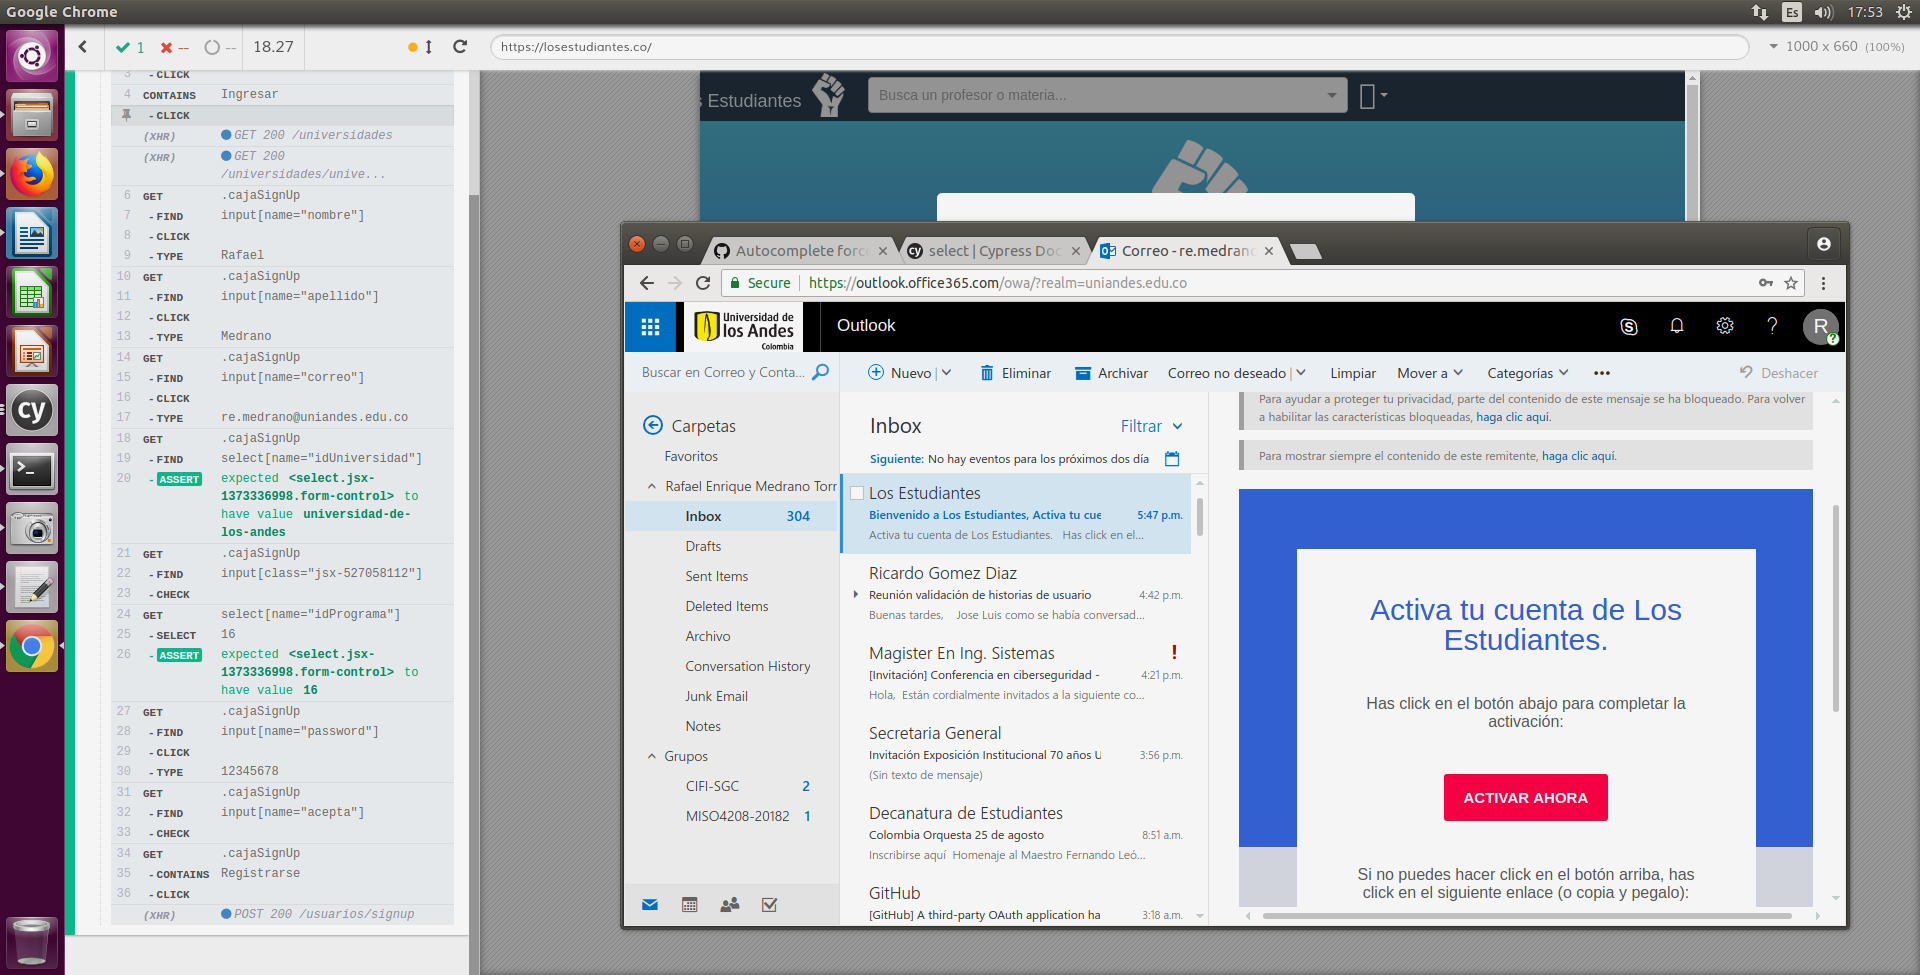 Google Chrome
Es
17:53
1
--
--
18.27
https://losestudiantes.co/
1000 x 660 (100%)
3 - CLICK
4 CONTAINS Ingresar
- CLICK
(XHR) GET 200 /universidades
(XHR) GET 200
/universidades/unive...
6 GET .cajaSignUp
7 - FIND input[name="nombre"]
8 - CLICK
9 - TYPE Rafael
10 GET .cajaSignUp
11 - FIND input[name="apellido"]
12 - CLICK
13 - TYPE Medrano
14 GET .cajaSignUp
15 - FIND input[name="correo"]
16 - CLICK
17 - TYPE re.medrano@uniandes.edu.co
18 GET .cajaSignUp
19 - FIND select[name="idUniversidad"]
20 - ASSERT expected <select.jsx-
1373336998.form-control> to
have value universidad-de-
los-andes
21 GET .cajaSignUp
22 - FIND input[class="jsx-527058112"]
23 - CHECK
24 GET select[name="idPrograma"]
25 - SELECT 16
26 - ASSERT expected <select.jsx-
1373336998.form-control> to
have value 16
27 GET .cajaSignUp
28 - FIND input[name="password"]
29 - CLICK
30 - TYPE 12345678
31 GET .cajaSignUp
32 - FIND input[name="acepta"]
33 - CHECK
34 GET .cajaSignUp
35 - CONTAINS Registrarse
36 - CLICK
(XHR) POST 200 /usuarios/signup
cy
s Estudiantes
Busca un profesor o materia...
Autocomplete forc
cy select | Cypress Doc
Correo - re.medran
Secure
https://outlook.office365.com/owa/?realm=uniandes.edu.co
Universidad de
los Andes
Colombia
Outlook
R
Buscar en Correo y Conta...
Nuevo
Eliminar
Archivar
Correo no deseado
Limpiar
Mover a
Categorías
•••
Deshacer
Carpetas
Favoritos
Rafael Enrique Medrano Torr
Inbox 304
Drafts
Sent Items
Deleted Items
Archivo
Conversation History
Junk Email
Notes
Grupos
CIFI-SGC 2
MISO4208-20182 1
Inbox
Filtrar
Siguiente: No hay eventos para los próximos dos día
Los Estudiantes
Bienvenido a Los Estudiantes, Activa tu cue 5:47 p.m.
Activa tu cuenta de Los Estudiantes. Has click en el...
Ricardo Gomez Diaz
Reunión validación de historias de usuario 4:42 p.m.
Buenas tardes, Jose Luis como se había conversad...
Magister En Ing. Sistemas !
[Invitación] Conferencia en ciberseguridad - 4:21 p.m.
Hola, Están cordialmente invitados a la siguiente co...
Secretaria General
Invitación Exposición Institucional 70 años U 3:56 p.m.
(Sin texto de mensaje)
Decanatura de Estudiantes
Colombia Orquesta 25 de agosto 8:51 a.m.
Inscribirse aquí Homenaje al Maestro Fernando Leó...
GitHub
[GitHub] A third-party OAuth application ha 3:18 a.m.
Para ayudar a proteger tu privacidad, parte del contenido de este mensaje se ha bloqueado. Para volver
a habilitar las características bloqueadas, haga clic aquí.
Para mostrar siempre el contenido de este remitente, haga clic aquí.
Activa tu cuenta de Los
Estudiantes.
Has click en el botón abajo para completar la
activación:
ACTIVAR AHORA
Si no puedes hacer click en el botón arriba, has
click en el siguiente enlace (o copia y pegalo):